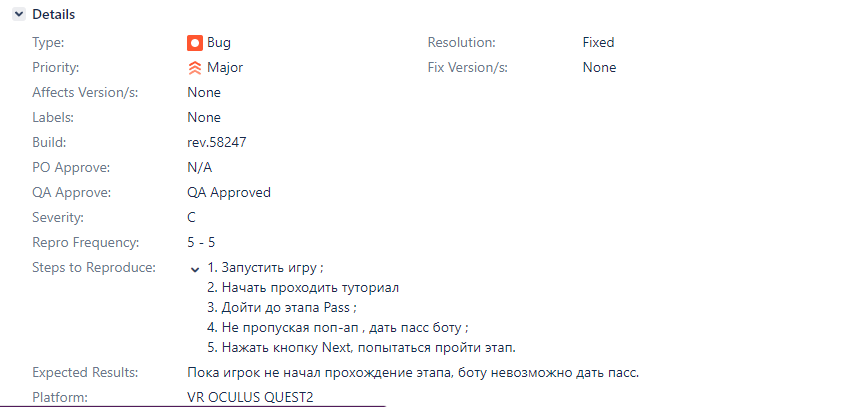 Details
Type: Bug Resolution: Fixed
Priority: Major Fix Version/s: None
Affects Version/s: None
Labels: None
Build: rev.58247
PO Approve: N/A
QA Approve: QA Approved
Severity: C
Repro Frequency: 5 - 5
Steps to Reproduce: 1. Запустить игру ;
2. Начать проходить туториал
3. Дойти до этапа Pass ;
4. Не пропуская поп-ап , дать пасс боту ;
5. Нажать кнопку Next, попытаться пройти этап.
Expected Results: Пока игрок не начал прохождение этапа, боту невозможно дать пасс.
Platform: VR OCULUS QUEST2